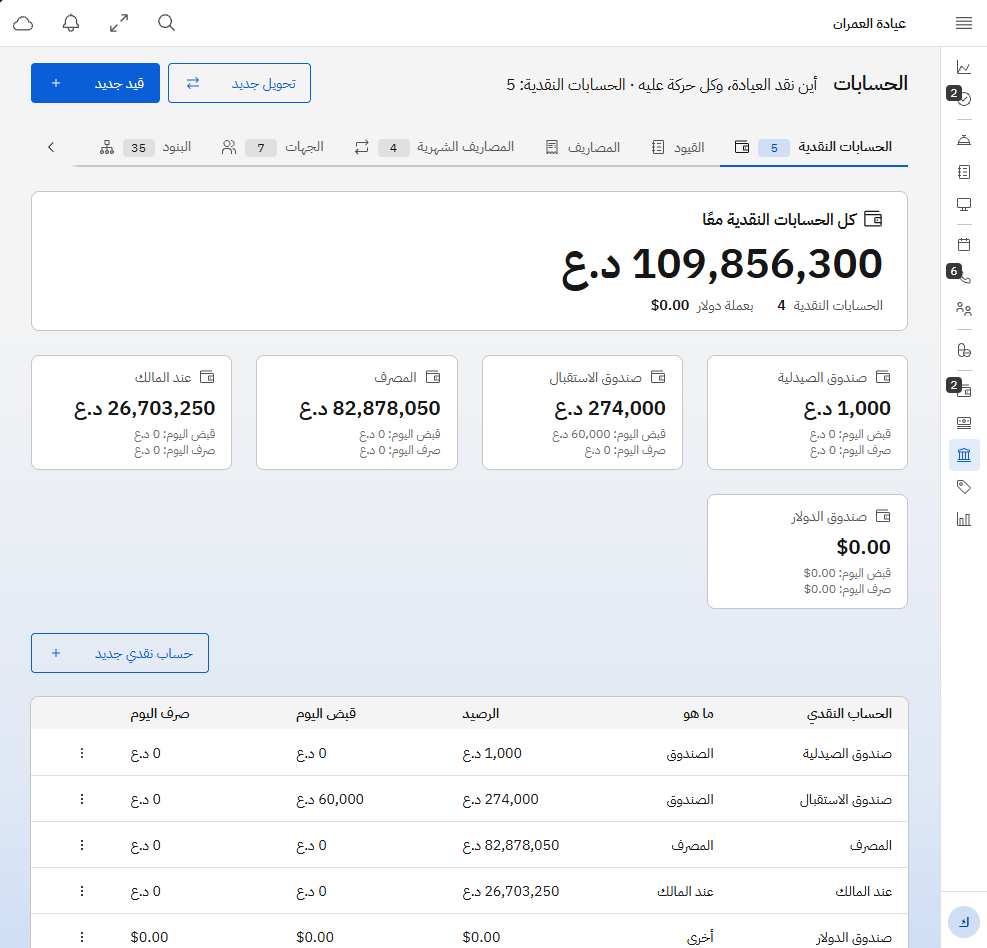 عيادة العمران
الحسابات أين نقد العيادة، وكل حركة عليه · الحسابات النقدية: 5
تحويل جديد
قيد جديد
الحسابات النقدية 5
القيود
المصاريف
المصاريف الشهرية 4
الجهات 7
البنود 35
2
6
2
كل الحسابات النقدية معًا
109,856,300 د.ع
الحسابات النقدية 4 بعملة دولار $0.00
صندوق الصيدلية
1,000 د.ع
قبض اليوم: 0 د.ع
صرف اليوم: 0 د.ع
صندوق الاستقبال
274,000 د.ع
قبض اليوم: 60,000 د.ع
صرف اليوم: 0 د.ع
المصرف
82,878,050 د.ع
قبض اليوم: 0 د.ع
صرف اليوم: 0 د.ع
عند المالك
26,703,250 د.ع
قبض اليوم: 0 د.ع
صرف اليوم: 0 د.ع
صندوق الدولار
$0.00
قبض اليوم: $0.00
صرف اليوم: $0.00
حساب نقدي جديد
الحساب النقدي ما هو الرصيد قبض اليوم صرف اليوم
صندوق الصيدلية الصندوق 1,000 د.ع 0 د.ع 0 د.ع
صندوق الاستقبال الصندوق 274,000 د.ع 60,000 د.ع 0 د.ع
المصرف المصرف 82,878,050 د.ع 0 د.ع 0 د.ع
عند المالك عند المالك 26,703,250 د.ع 0 د.ع 0 د.ع
صندوق الدولار أخرى $0.00 $0.00 $0.00
ك